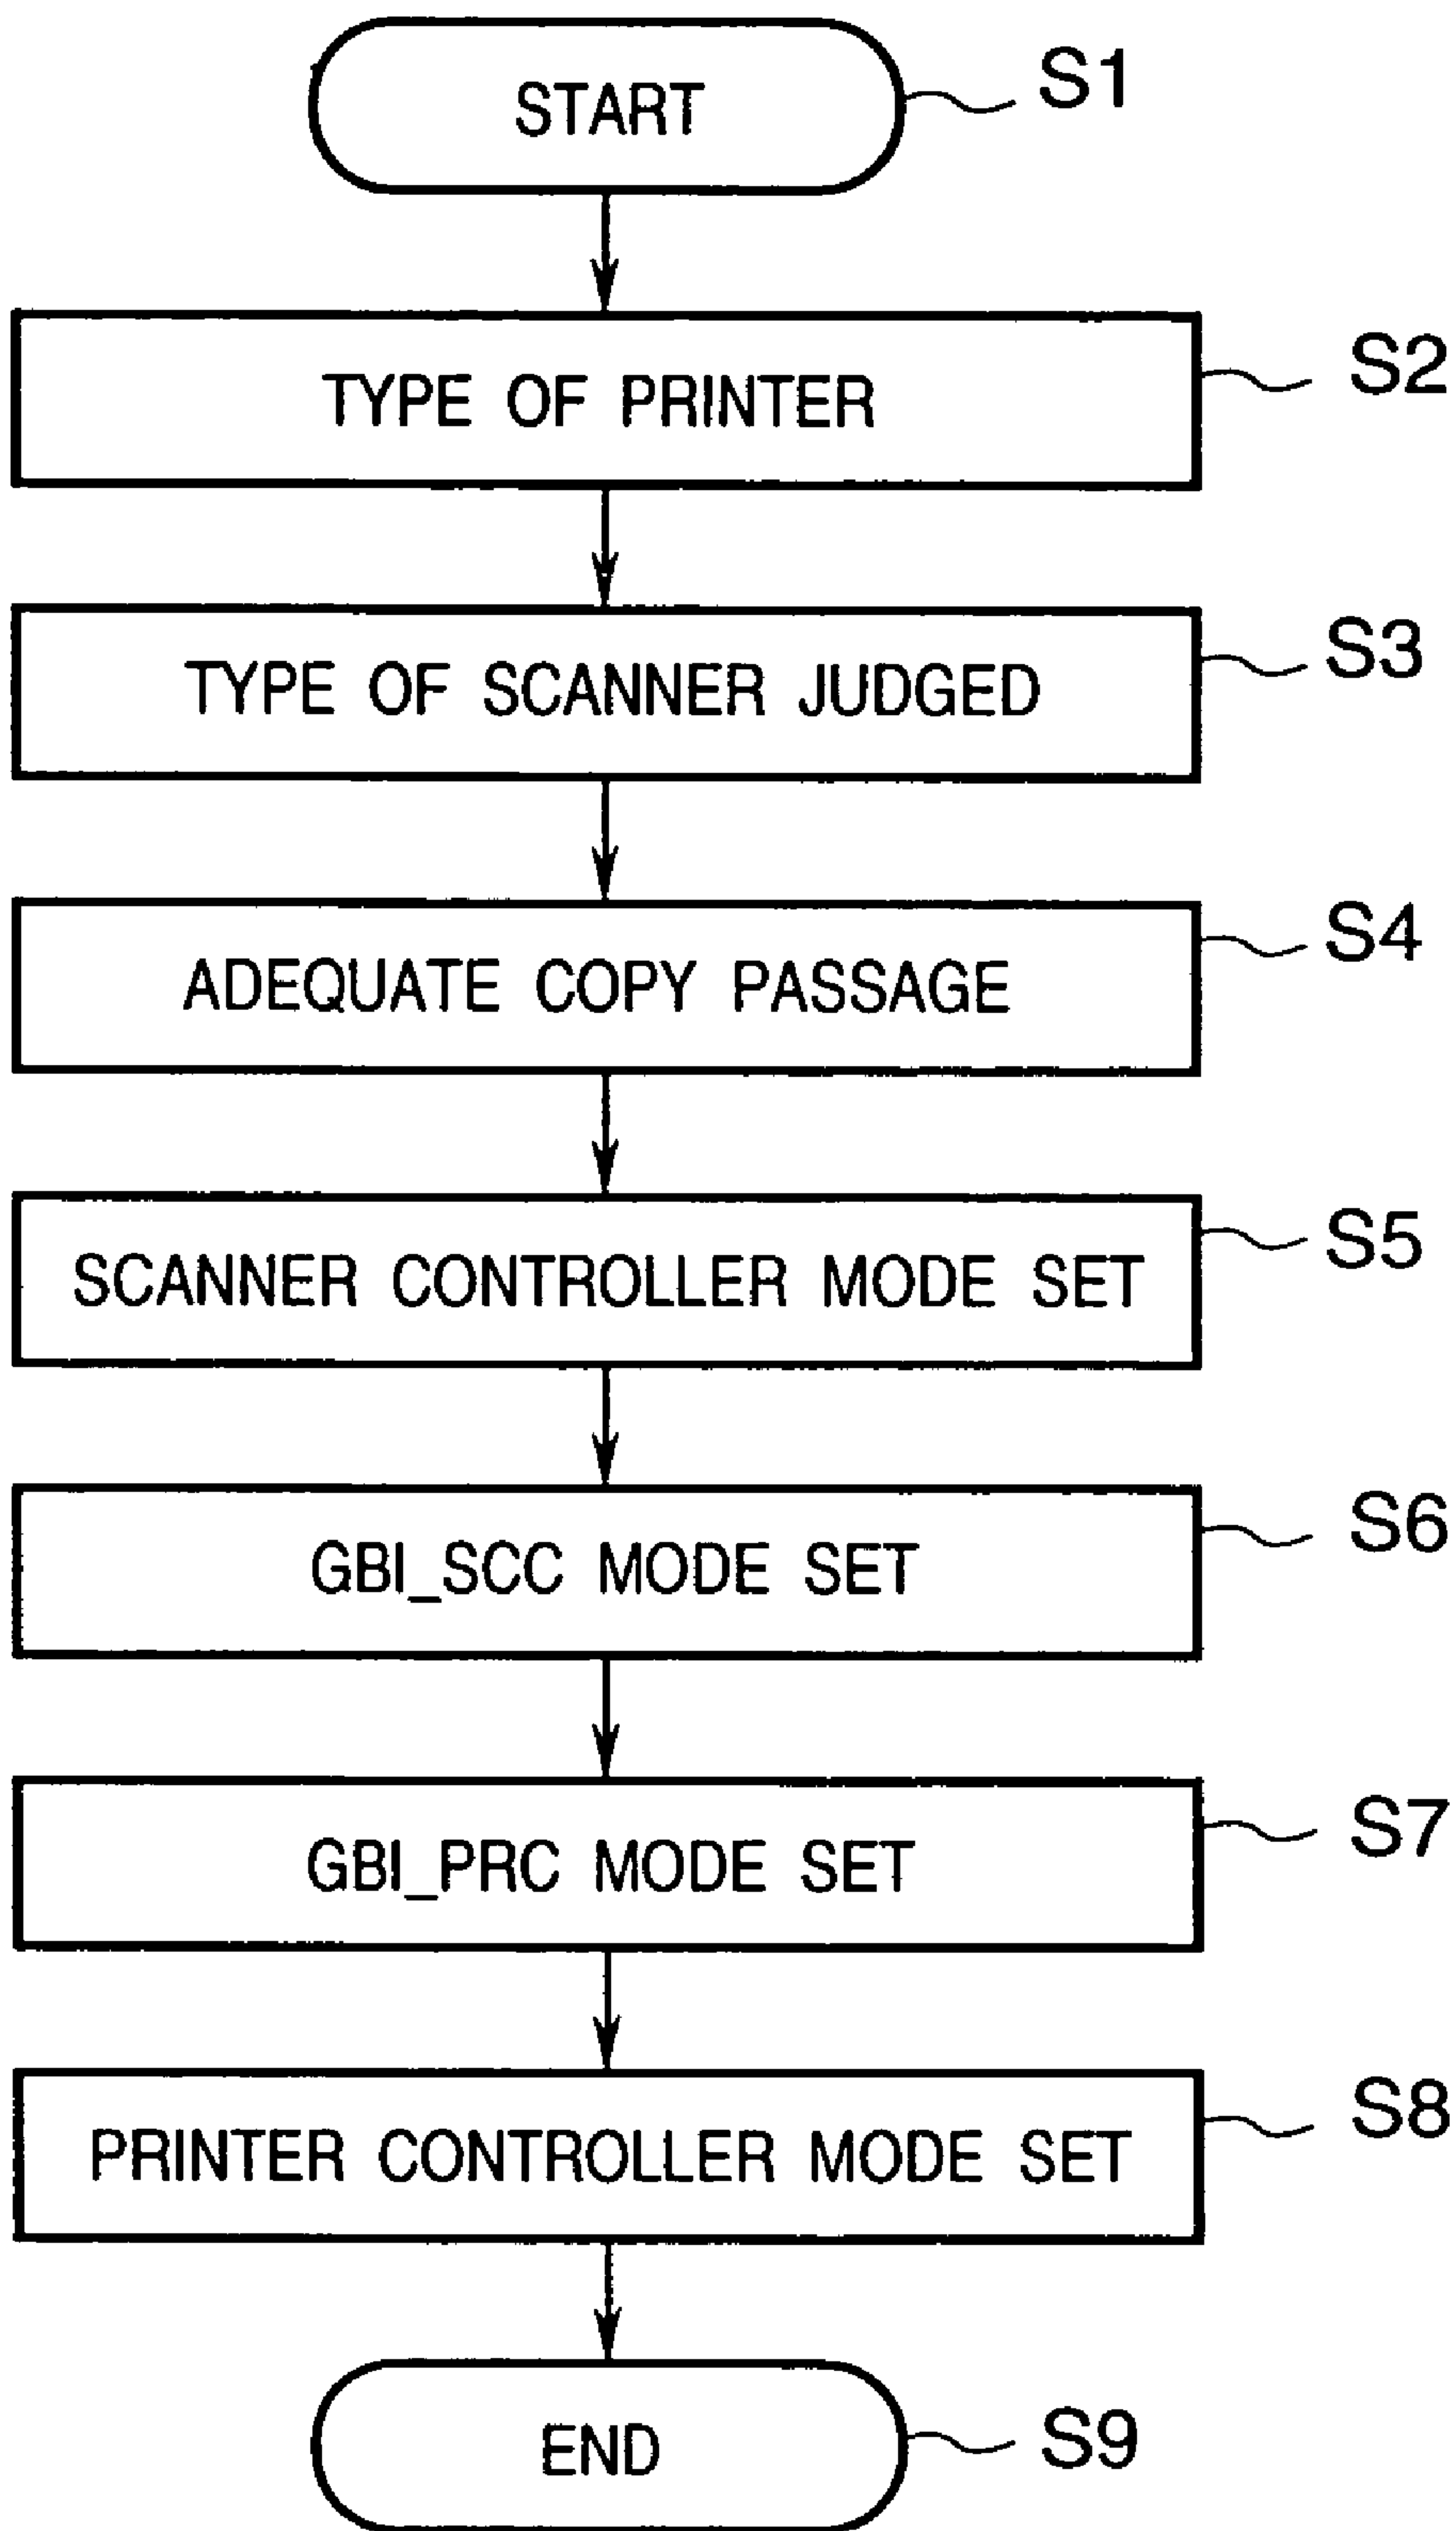 START S1
TYPE OF PRINTER S2
TYPE OF SCANNER JUDGED S3
ADEQUATE COPY PASSAGE S4
SCANNER CONTROLLER MODE SET S5
GBI_SCC MODE SET S6
GBI_PRC MODE SET S7
PRINTER CONTROLLER MODE SET S8
END S9